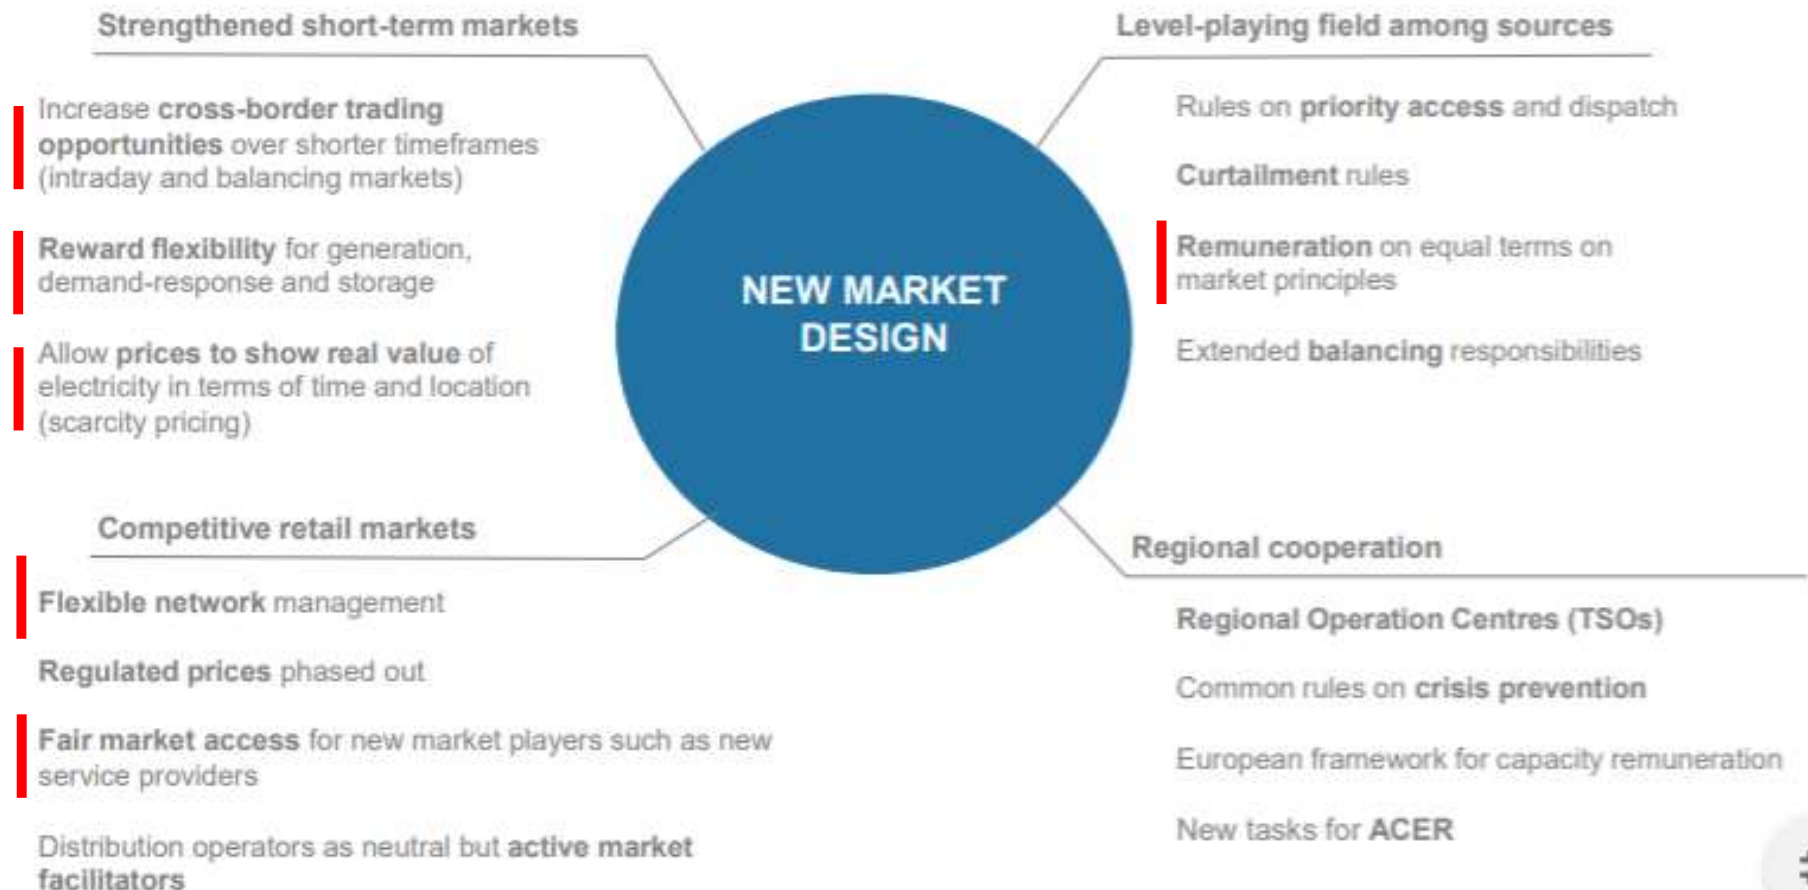 Strengthened short-term markets
Increase cross-border trading
opportunities over shorter timeframes
(intraday and balancing markets)
Reward flexibility for generation,
demand-response and storage
Allow prices to show real value of
electricity in terms of time and location
(scarcity pricing)
Level-playing field among sources
Rules on priority access and dispatch
Curtailment rules
Remuneration on equal terms on
market principles
Extended balancing responsibilities
NEW MARKET
DESIGN
Competitive retail markets
Flexible network management
Regulated prices phased out
Fair market access for new market players such as new
service providers
Distribution operators as neutral but active market
facilitators
Regional cooperation
Regional Operation Centres (TSOs)
Common rules on crisis prevention
European framework for capacity remuneration
New tasks for ACER